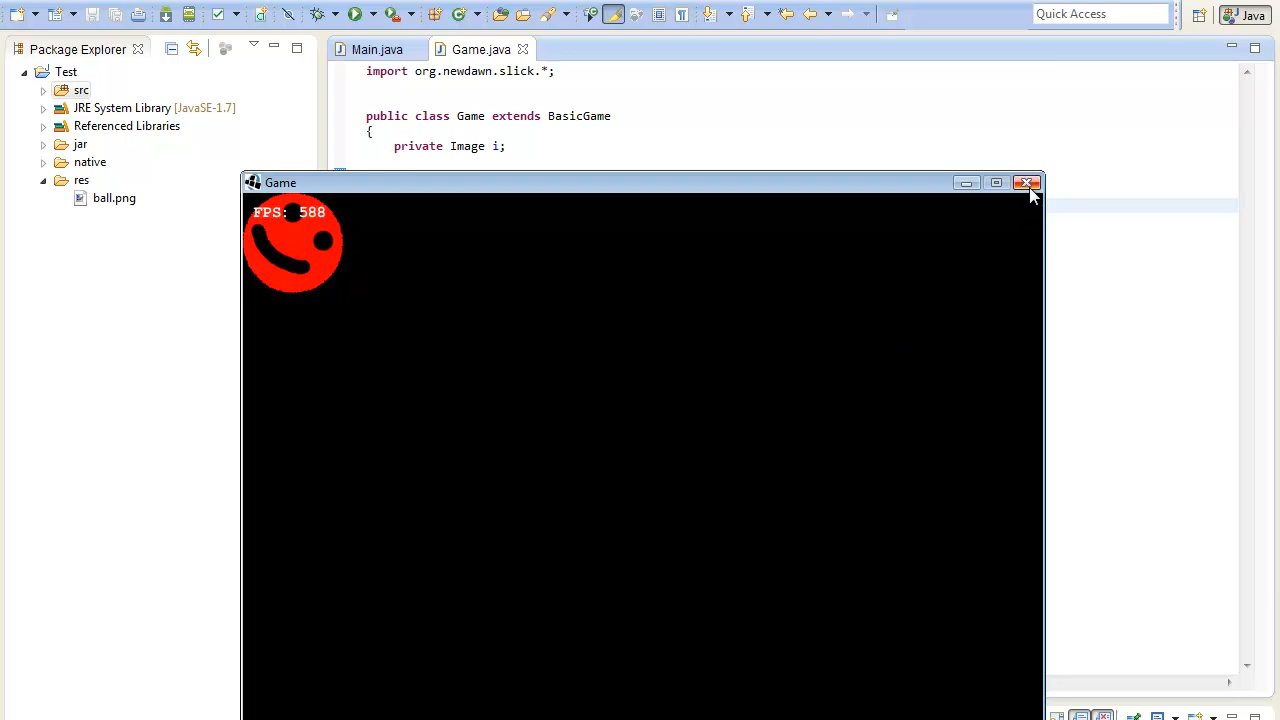 Quick Access
Java
Package Explorer
Main.java
Game.java
Test
src
JRE System Library [JavaSE-1.7]
Referenced Libraries
jar
native
res
ball.png
import org.newdawn.slick.*;
public class Game extends BasicGame
{
private Image i;
Game
FPS: 588